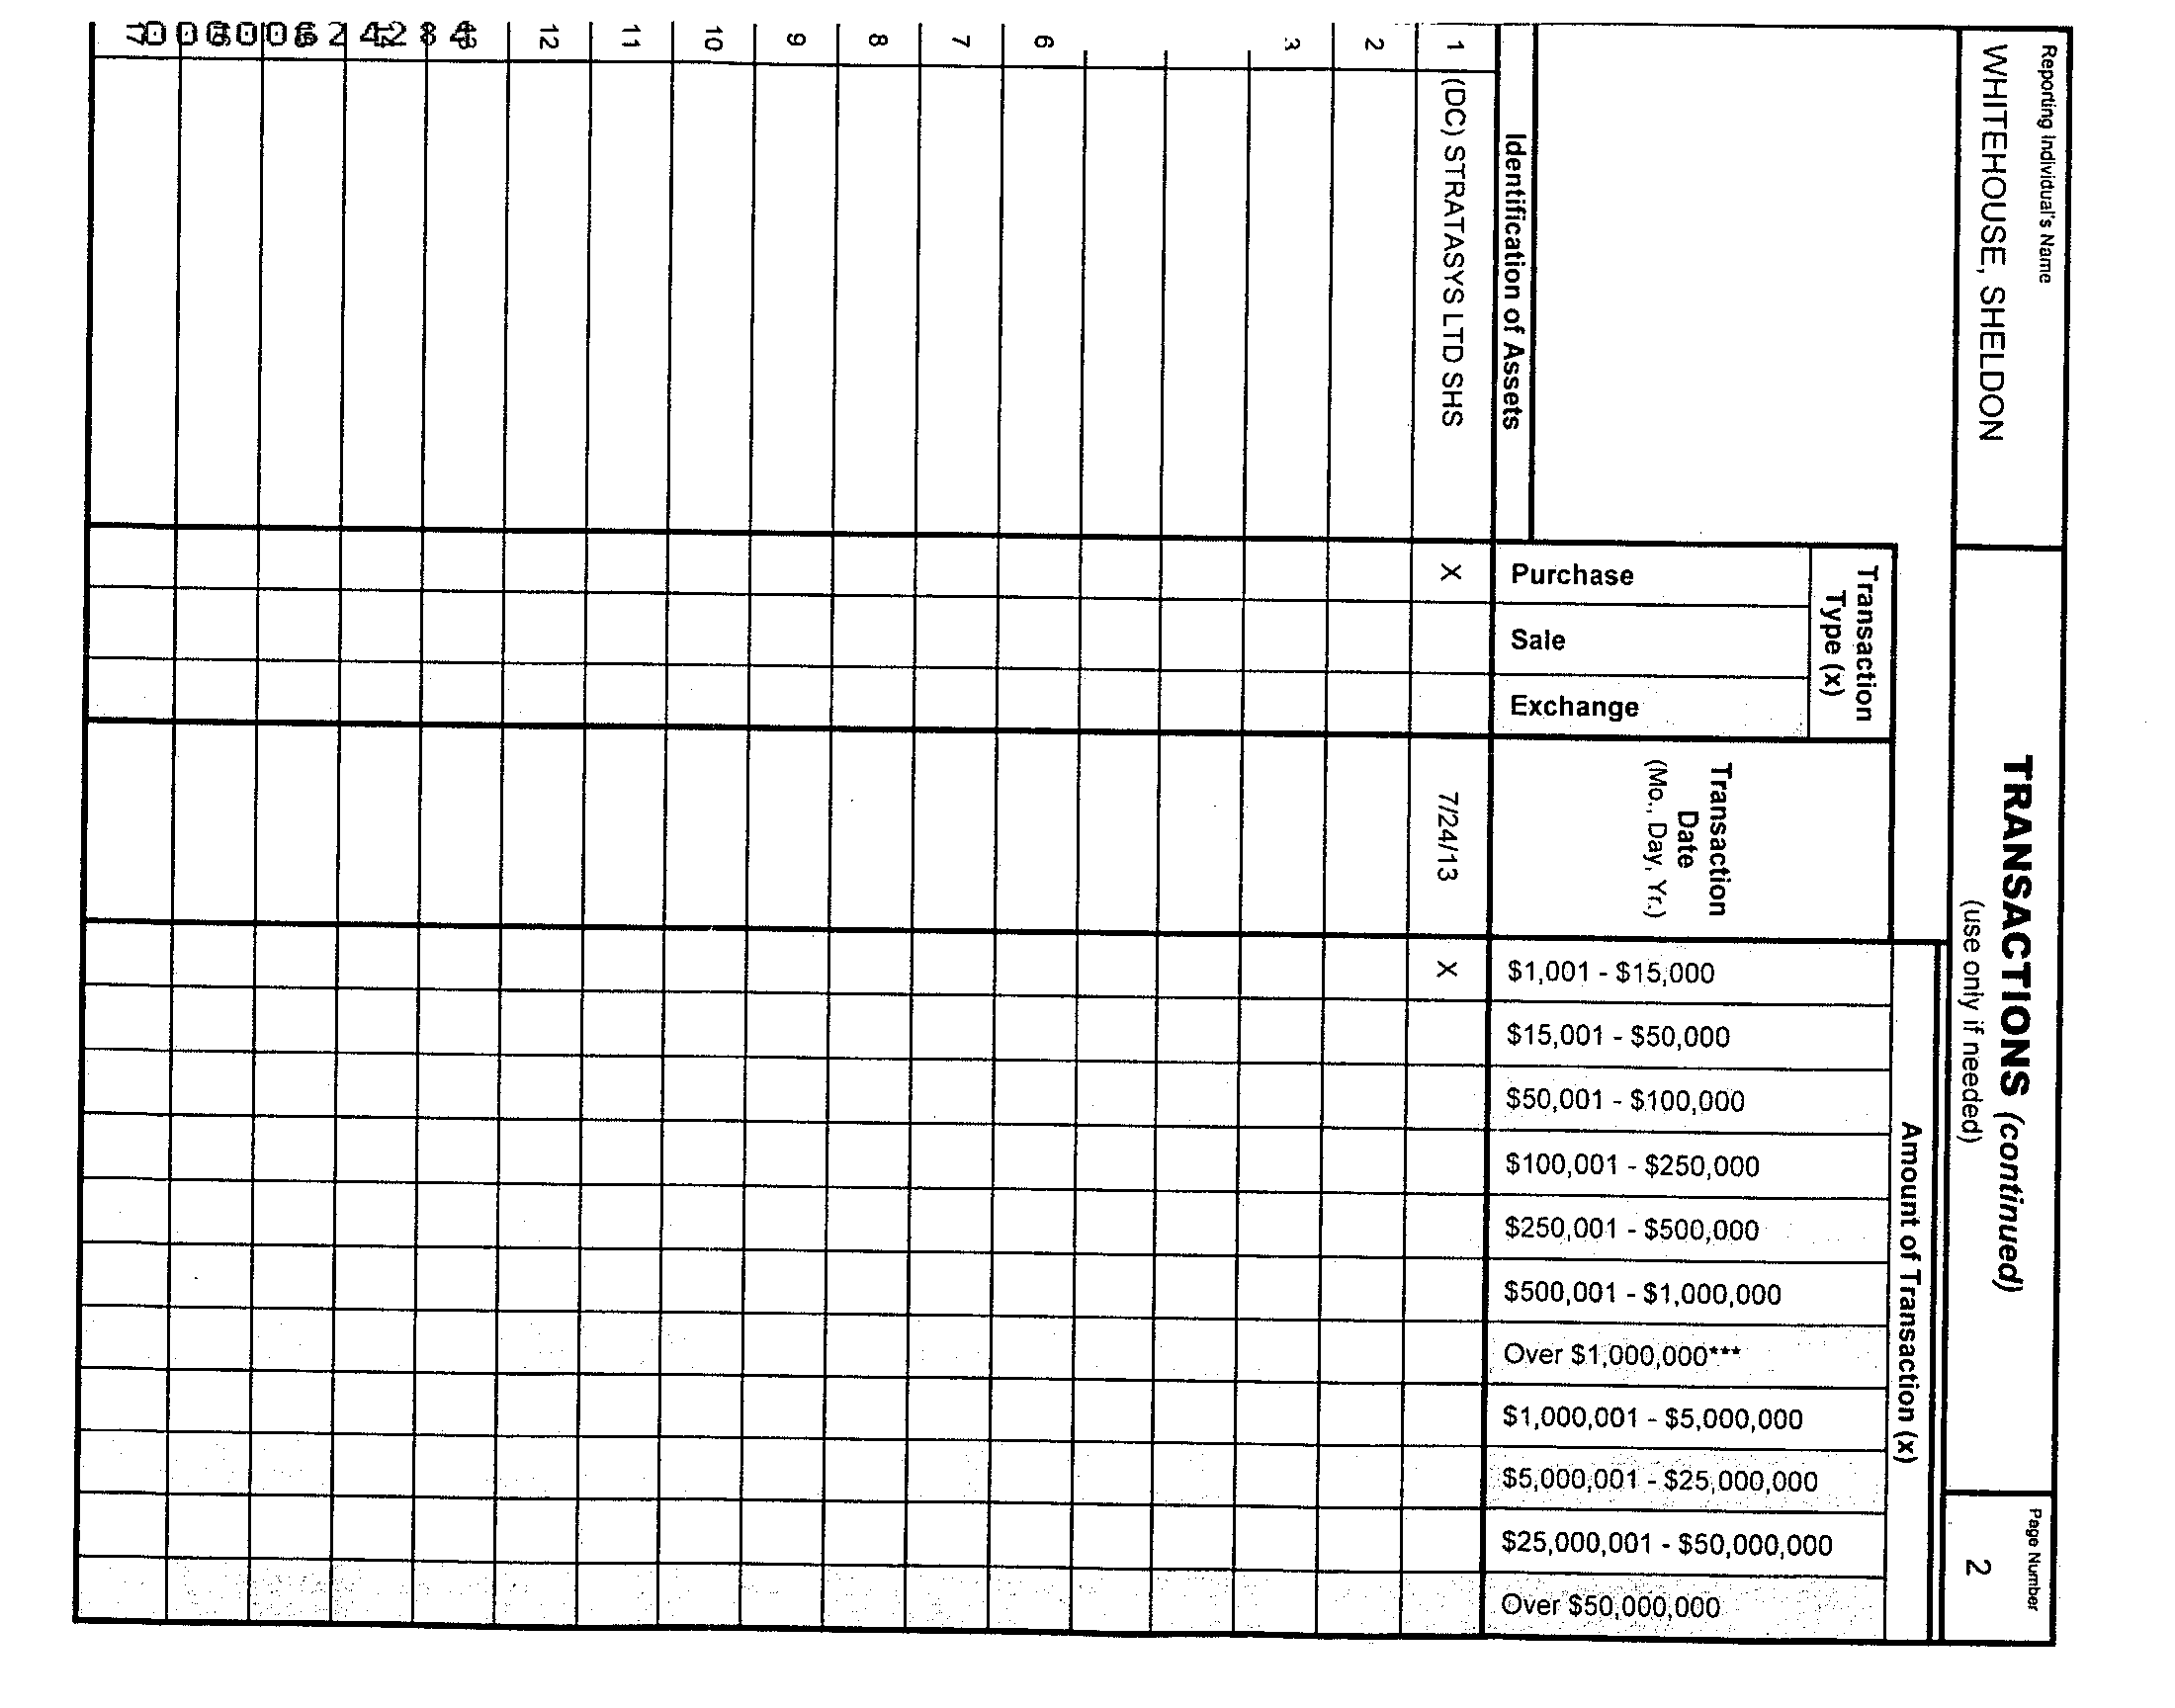 Reporting Individual's Name
WHITEHOUSE, SHELDON
TRANSACTIONS (continued)
(use only if needed)
Page Number
2
Transaction
Type (x)
Amount of Transaction (x)
Identification of Assets
Purchase
Sale
Exchange
Transaction
Date
(Mo., Day, Yr.)
$1,001 - $15,000
$15,001 - $50,000
$50,001 - $100,000
$100,001 - $250,000
$250,001 - $500,000
$500,001 - $1,000,000
Over $1,000,000***
$1,000,001 - $5,000,000
$5,000,001 - $25,000,000
$25,000,001 - $50,000,000
Over $50,000,000
1 (DC) STRATASYS LTD SHS X 7/24/13 X
2
3
6
7
8
9
10
11
12